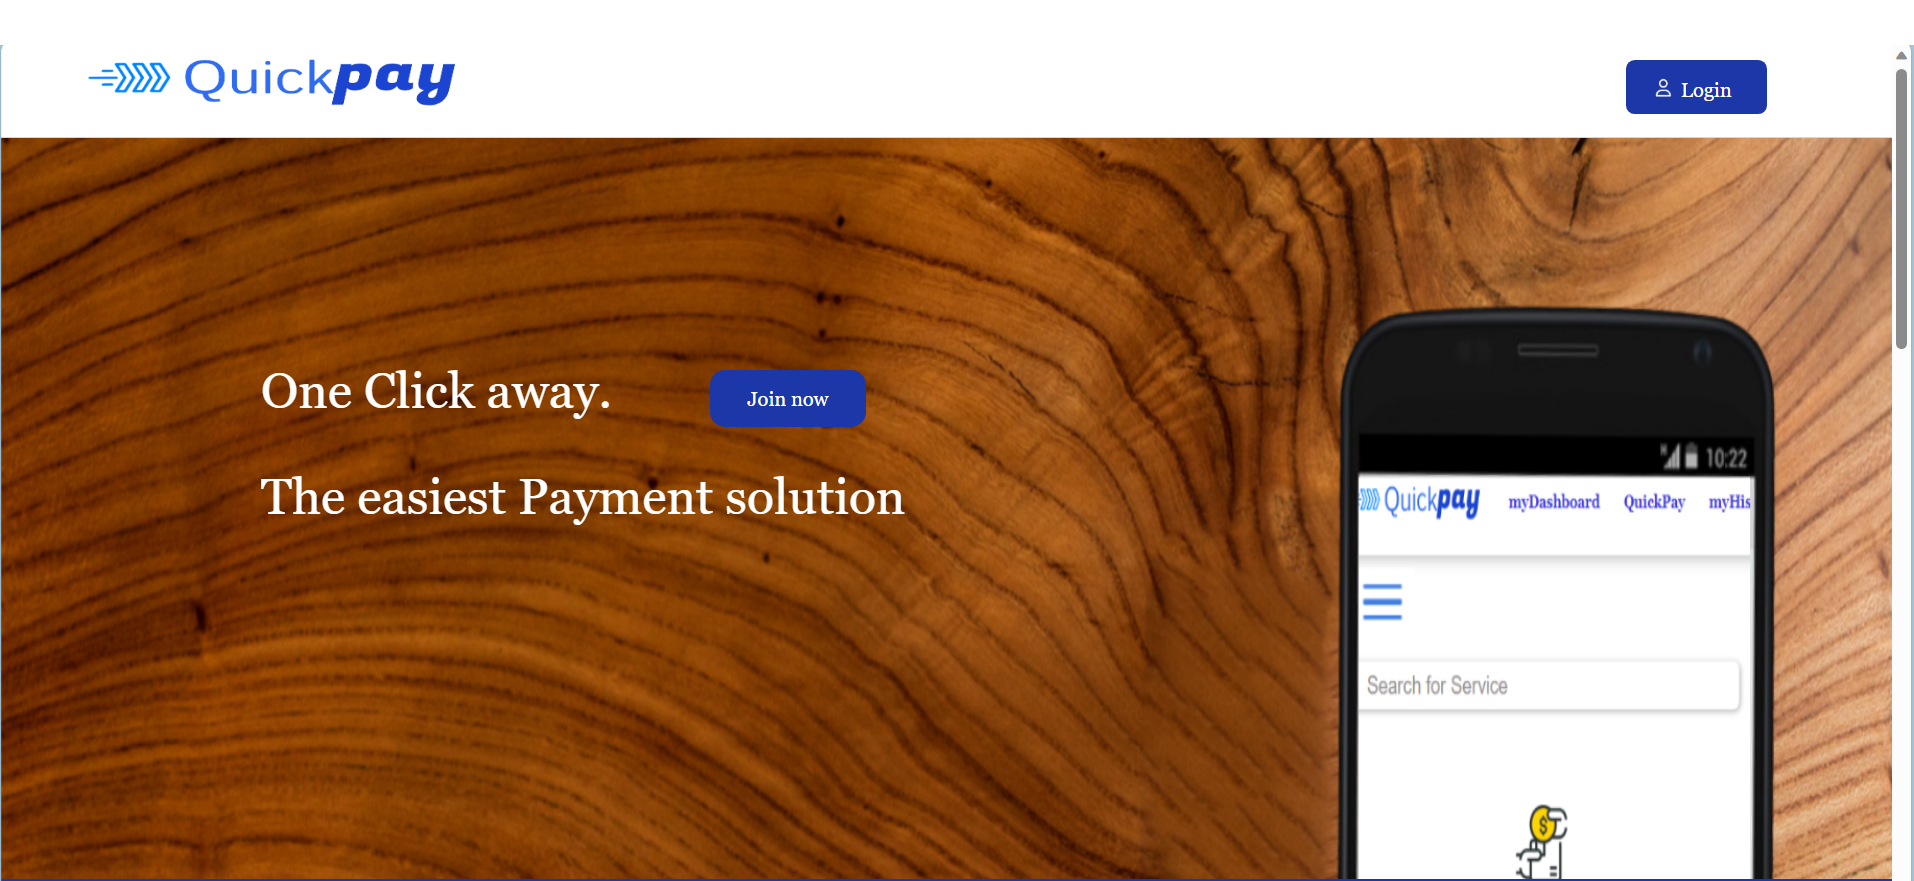 Quickpay
Login
One Click away.
Join now
The easiest Payment solution
10:22
Quickpay myDashboard QuickPay myHis
Search for Service
$